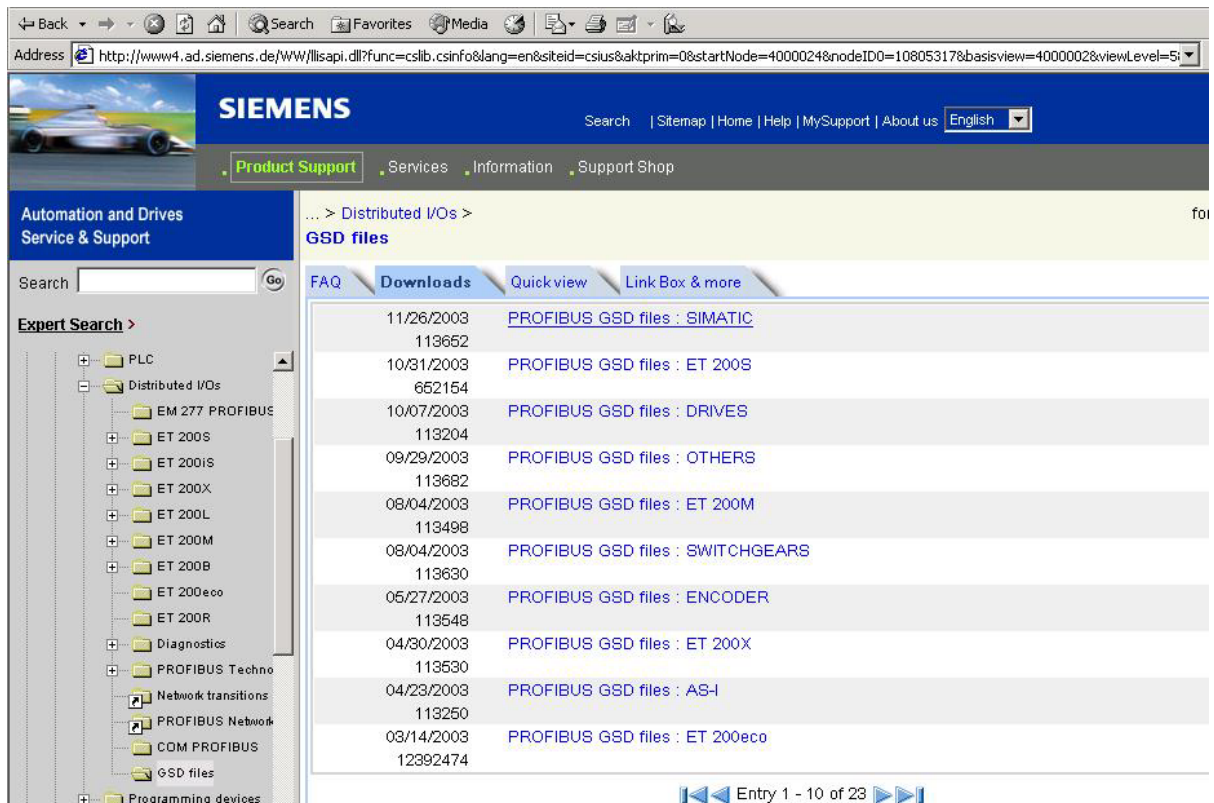 Back Search Favorites Media
Address http://www4.ad.siemens.de/WW/llisapi.dll?func=cslib.csinfo&lang=en&siteid=csius&aktprim=0&startNode=4000024&nodeID0=10805317&basisview=4000002&viewLevel=5
SIEMENS
Search | Sitemap | Home | Help | MySupport | About us English
Product Support Services Information Support Shop
Automation and Drives
Service & Support
... > Distributed I/Os >
for
GSD files
Search Go
FAQ Downloads Quick view Link Box & more
Expert Search >
PLC
Distributed I/Os
EM 277 PROFIBUS
ET 200S
ET 200iS
ET 200X
ET 200L
ET 200M
ET 200B
ET 200eco
ET 200R
Diagnostics
PROFIBUS Techno
Network transitions
PROFIBUS Network
COM PROFIBUS
GSD files
Programming devices
11/26/2003 PROFIBUS GSD files : SIMATIC
113652
10/31/2003 PROFIBUS GSD files : ET 200S
652154
10/07/2003 PROFIBUS GSD files : DRIVES
113204
09/29/2003 PROFIBUS GSD files : OTHERS
113682
08/04/2003 PROFIBUS GSD files : ET 200M
113498
08/04/2003 PROFIBUS GSD files : SWITCHGEARS
113630
05/27/2003 PROFIBUS GSD files : ENCODER
113548
04/30/2003 PROFIBUS GSD files : ET 200X
113530
04/23/2003 PROFIBUS GSD files : AS-I
113250
03/14/2003 PROFIBUS GSD files : ET 200eco
12392474
Entry 1 - 10 of 23